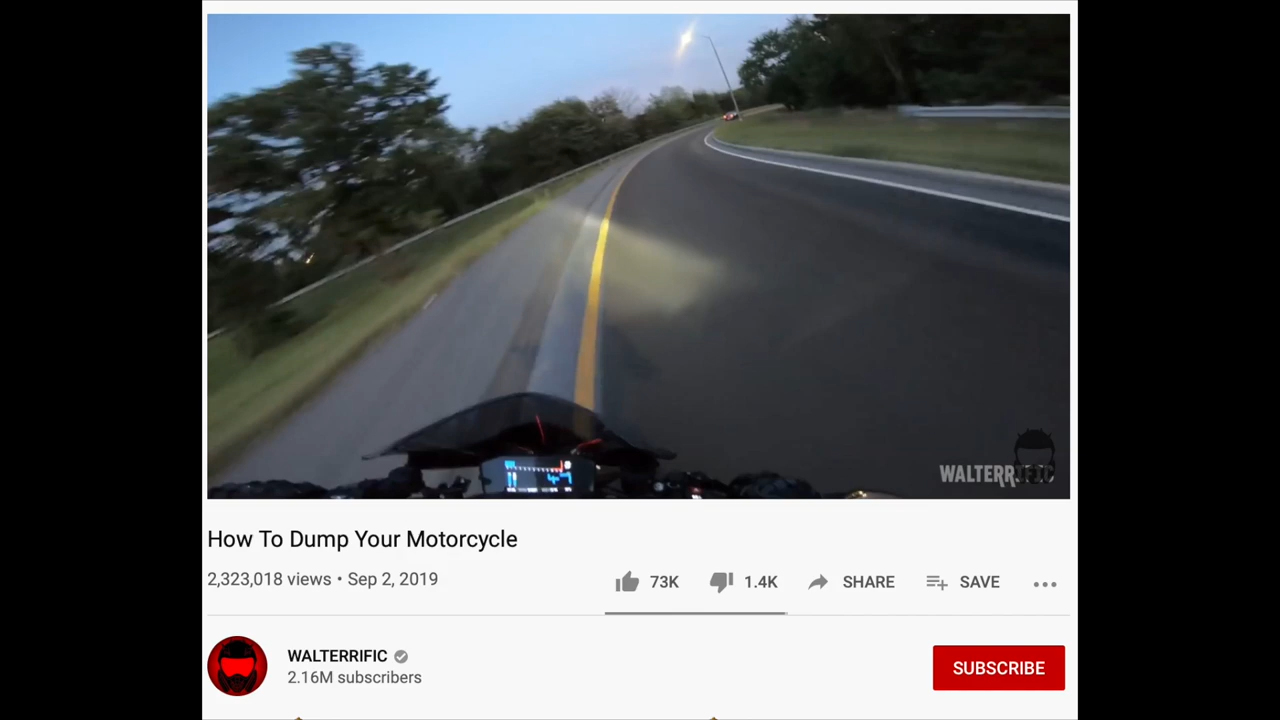 WALTERRIFIC
How To Dump Your Motorcycle
2,323,018 views • Sep 2, 2019
73K
1.4K
SHARE
SAVE
WALTERRIFIC
2.16M subscribers
SUBSCRIBE